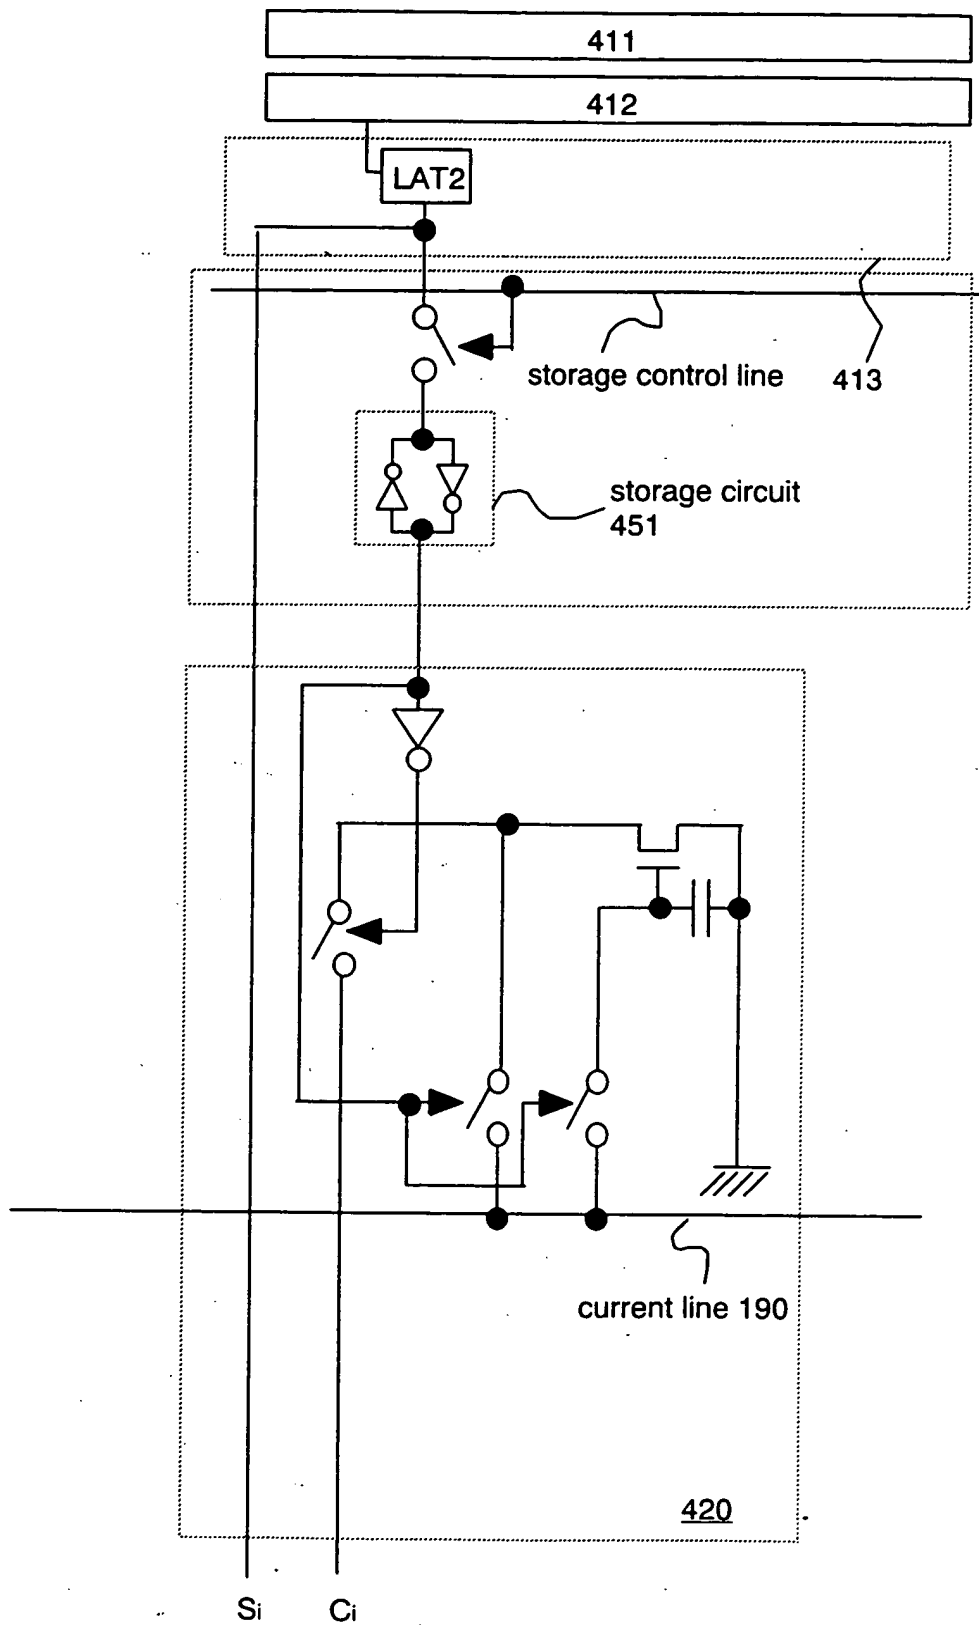 411
412
LAT2
storage control line
413
storage circuit
451
current line 190
420
Si
Ci